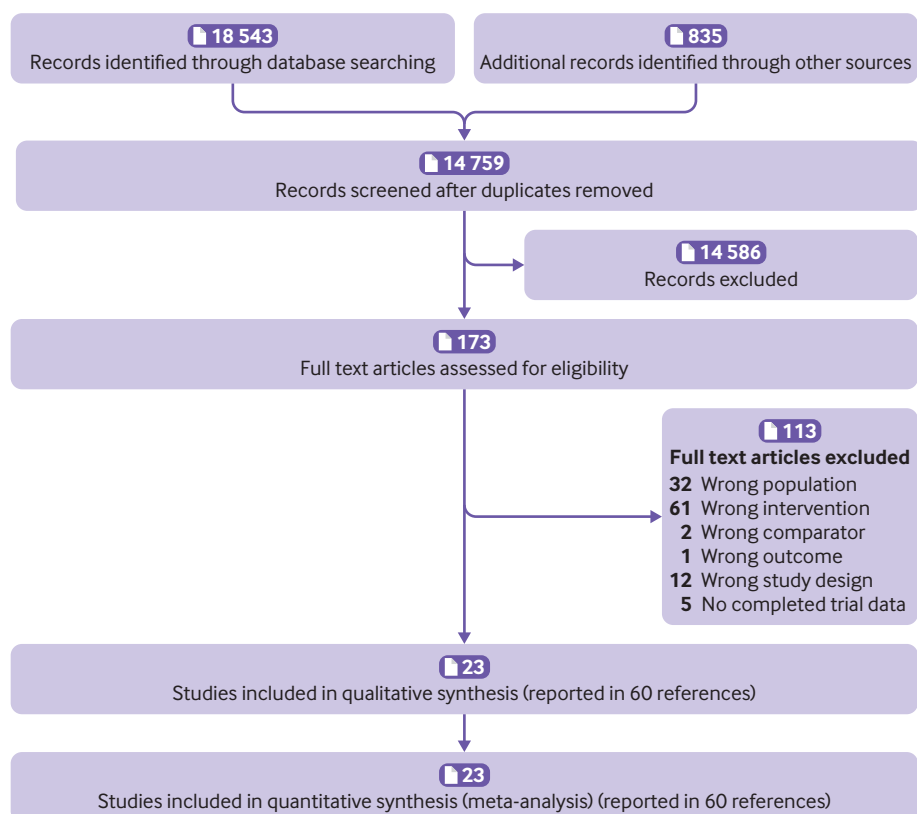 18 543
Records identified through database searching
835
Additional records identified through other sources
14 759
Records screened after duplicates removed
14 586
Records excluded
173
Full text articles assessed for eligibility
113
Full text articles excluded
32 Wrong population
61 Wrong intervention
2 Wrong comparator
1 Wrong outcome
12 Wrong study design
5 No completed trial data
23
Studies included in qualitative synthesis (reported in 60 references)
23
Studies included in quantitative synthesis (meta-analysis) (reported in 60 references)